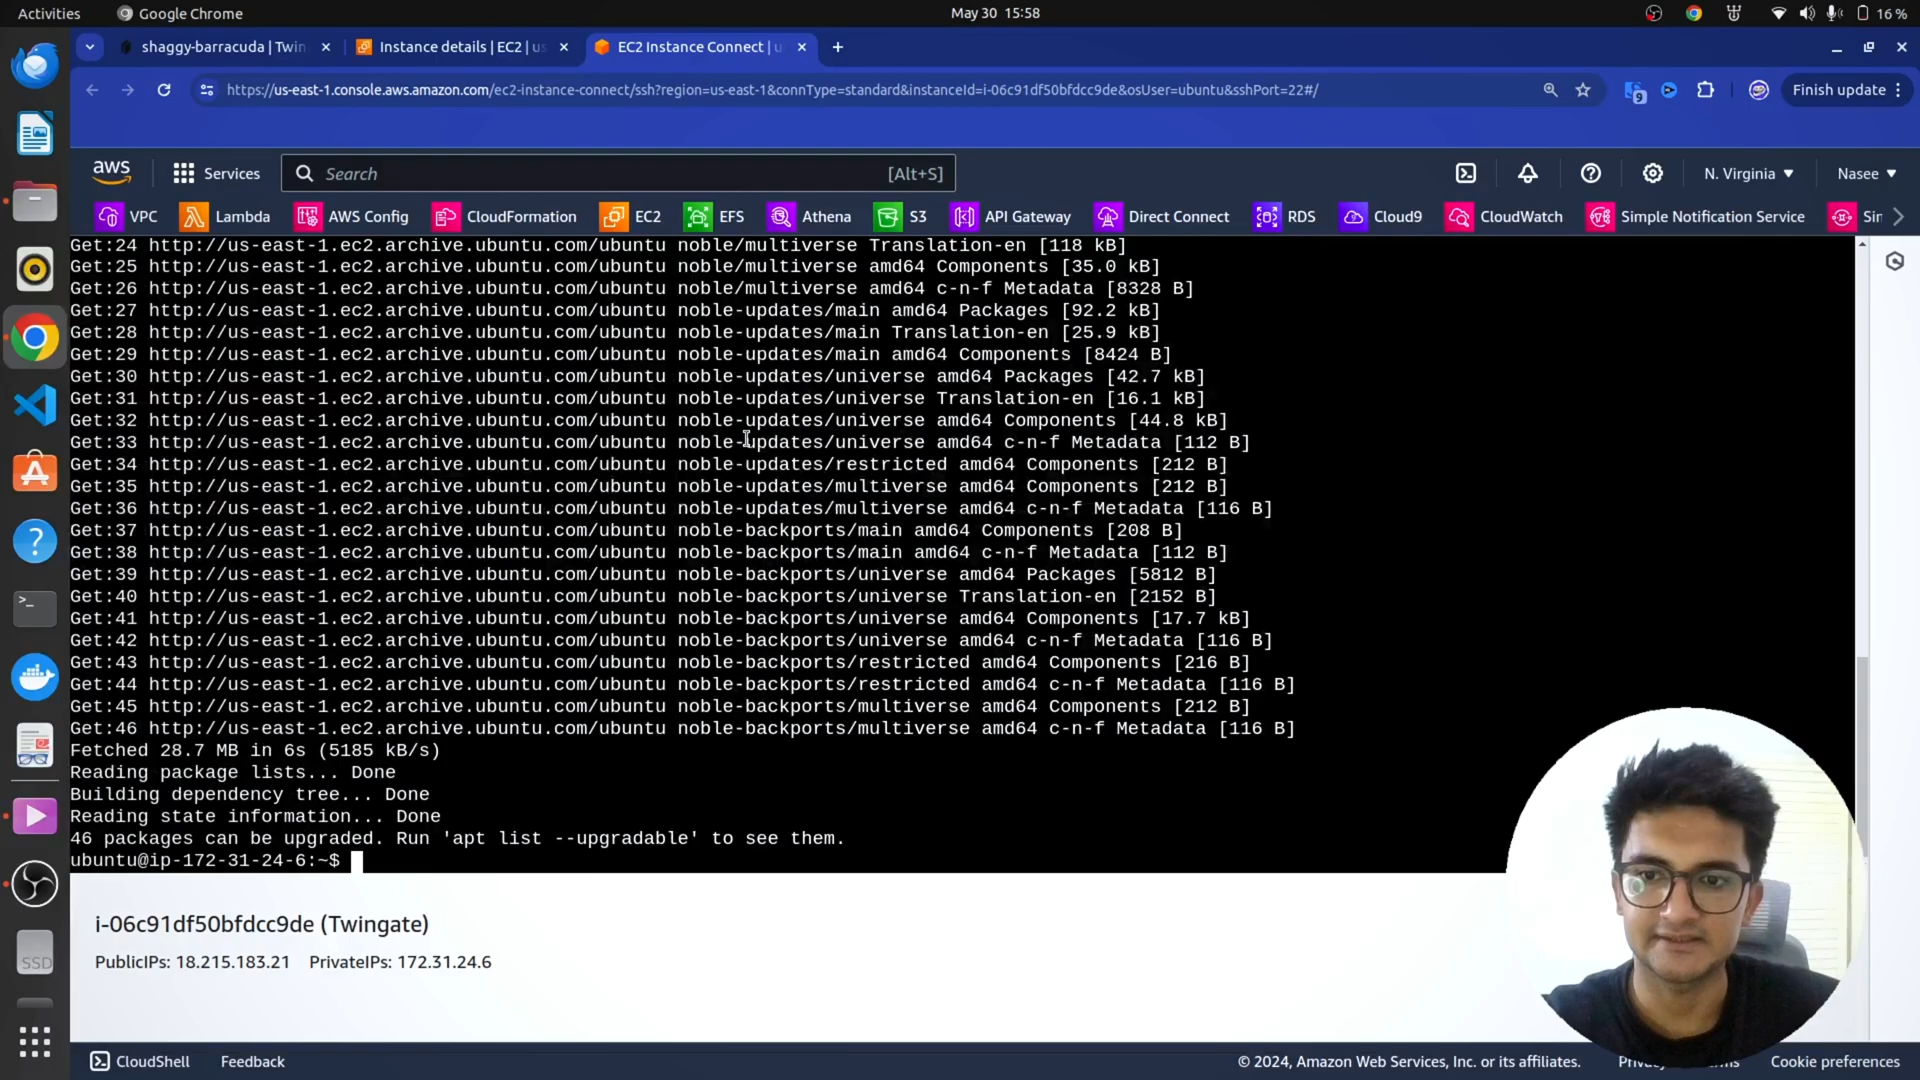 Activities
Google Chrome
May 30 15:58
16 %
shaggy-barracuda | Twin
Instance details | EC2 | us
EC2 Instance Connect | u
https://us-east-1.console.aws.amazon.com/ec2-instance-connect/ssh?region=us-east-1&connType=standard&instanceId=i-06c91df50bfdcc9de&osUser=ubuntu&sshPort=22#/
9
Finish update
aws
Services
Search
[Alt+S]
N. Virginia
Nasee
VPC
Lambda
AWS Config
CloudFormation
EC2
EFS
Athena
S3
API Gateway
Direct Connect
RDS
Cloud9
CloudWatch
Simple Notification Service
Sir
Get:24 http://us-east-1.ec2.archive.ubuntu.com/ubuntu noble/multiverse Translation-en [118 kB]
Get:25 http://us-east-1.ec2.archive.ubuntu.com/ubuntu noble/multiverse amd64 Components [35.0 kB]
Get:26 http://us-east-1.ec2.archive.ubuntu.com/ubuntu noble/multiverse amd64 c-n-f Metadata [8328 B]
Get:27 http://us-east-1.ec2.archive.ubuntu.com/ubuntu noble-updates/main amd64 Packages [92.2 kB]
Get:28 http://us-east-1.ec2.archive.ubuntu.com/ubuntu noble-updates/main Translation-en [25.9 kB]
Get:29 http://us-east-1.ec2.archive.ubuntu.com/ubuntu noble-updates/main amd64 Components [8424 B]
Get:30 http://us-east-1.ec2.archive.ubuntu.com/ubuntu noble-updates/universe amd64 Packages [42.7 kB]
Get:31 http://us-east-1.ec2.archive.ubuntu.com/ubuntu noble-updates/universe Translation-en [16.1 kB]
Get:32 http://us-east-1.ec2.archive.ubuntu.com/ubuntu noble-updates/universe amd64 Components [44.8 kB]
Get:33 http://us-east-1.ec2.archive.ubuntu.com/ubuntu noble-updates/universe amd64 c-n-f Metadata [112 B]
Get:34 http://us-east-1.ec2.archive.ubuntu.com/ubuntu noble-updates/restricted amd64 Components [212 B]
Get:35 http://us-east-1.ec2.archive.ubuntu.com/ubuntu noble-updates/multiverse amd64 Components [212 B]
Get:36 http://us-east-1.ec2.archive.ubuntu.com/ubuntu noble-updates/multiverse amd64 c-n-f Metadata [116 B]
Get:37 http://us-east-1.ec2.archive.ubuntu.com/ubuntu noble-backports/main amd64 Components [208 B]
Get:38 http://us-east-1.ec2.archive.ubuntu.com/ubuntu noble-backports/main amd64 c-n-f Metadata [112 B]
Get:39 http://us-east-1.ec2.archive.ubuntu.com/ubuntu noble-backports/universe amd64 Packages [5812 B]
Get:40 http://us-east-1.ec2.archive.ubuntu.com/ubuntu noble-backports/universe Translation-en [2152 B]
Get:41 http://us-east-1.ec2.archive.ubuntu.com/ubuntu noble-backports/universe amd64 Components [17.7 kB]
Get:42 http://us-east-1.ec2.archive.ubuntu.com/ubuntu noble-backports/universe amd64 c-n-f Metadata [116 B]
Get:43 http://us-east-1.ec2.archive.ubuntu.com/ubuntu noble-backports/restricted amd64 Components [216 B]
Get:44 http://us-east-1.ec2.archive.ubuntu.com/ubuntu noble-backports/restricted amd64 c-n-f Metadata [116 B]
Get:45 http://us-east-1.ec2.archive.ubuntu.com/ubuntu noble-backports/multiverse amd64 Components [212 B]
Get:46 http://us-east-1.ec2.archive.ubuntu.com/ubuntu noble-backports/multiverse amd64 c-n-f Metadata [116 B]
Fetched 28.7 MB in 6s (5185 kB/s)
Reading package lists... Done
Building dependency tree... Done
Reading state information... Done
46 packages can be upgraded. Run 'apt list --upgradable' to see them.
ubuntu@ip-172-31-24-6:~$
i-06c91df50bfdcc9de (Twingate)
PublicIPs: 18.215.183.21 PrivateIPs: 172.31.24.6
SSD
CloudShell
Feedback
© 2024, Amazon Web Services, Inc. or its affiliates.
Cookie preferences